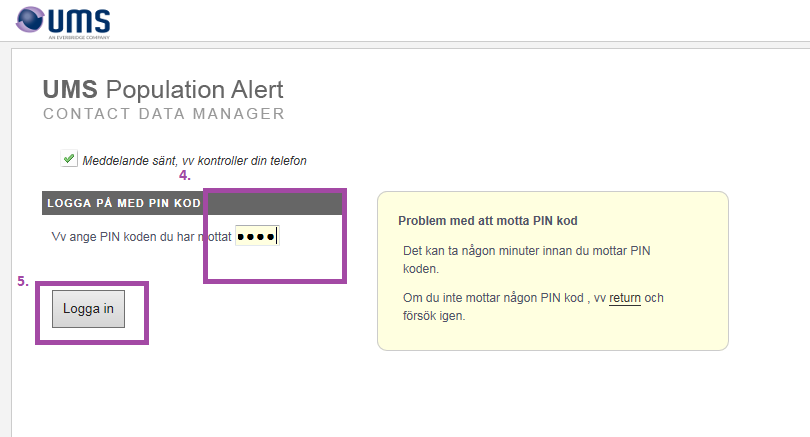 UMS
AN EVERBRIDGE COMPANY
UMS Population Alert
CONTACT DATA MANAGER
Meddelande sänt, vv kontroller din telefon
4.
LOGGA PÅ MED PIN KOD
Vv ange PIN koden du har mottat ●●●●
5.
Logga in
Problem med att motta PIN kod
Det kan ta någon minuter innan du mottar PIN
koden.
Om du inte mottar någon PIN kod , vv return och
försök igen.